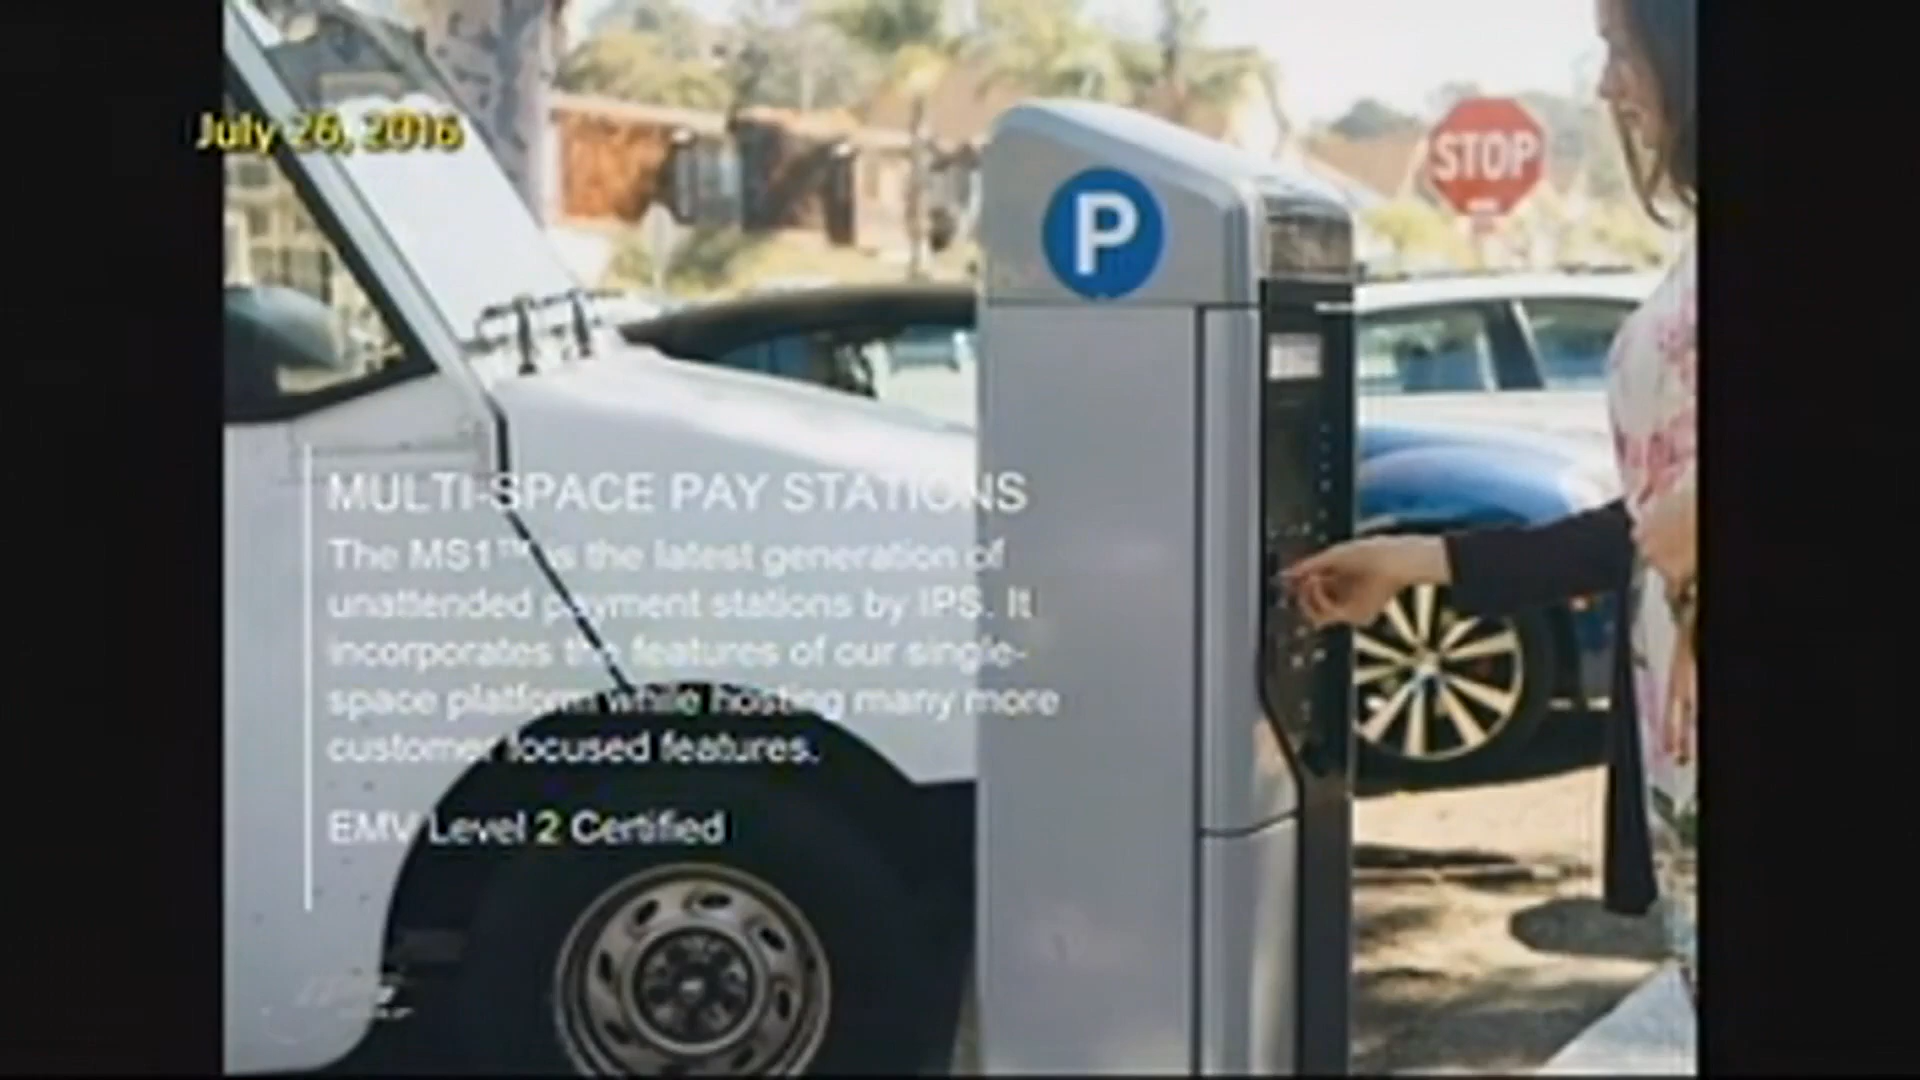 July 26, 2016
P
STOP
MULTI-SPACE PAY STATIONS
The MS1™ is the latest generation of
unattended payment stations by IPS. It
incorporates the features of our single-
space platform while hosting many more
customer focused features.
EMV Level 2 Certified